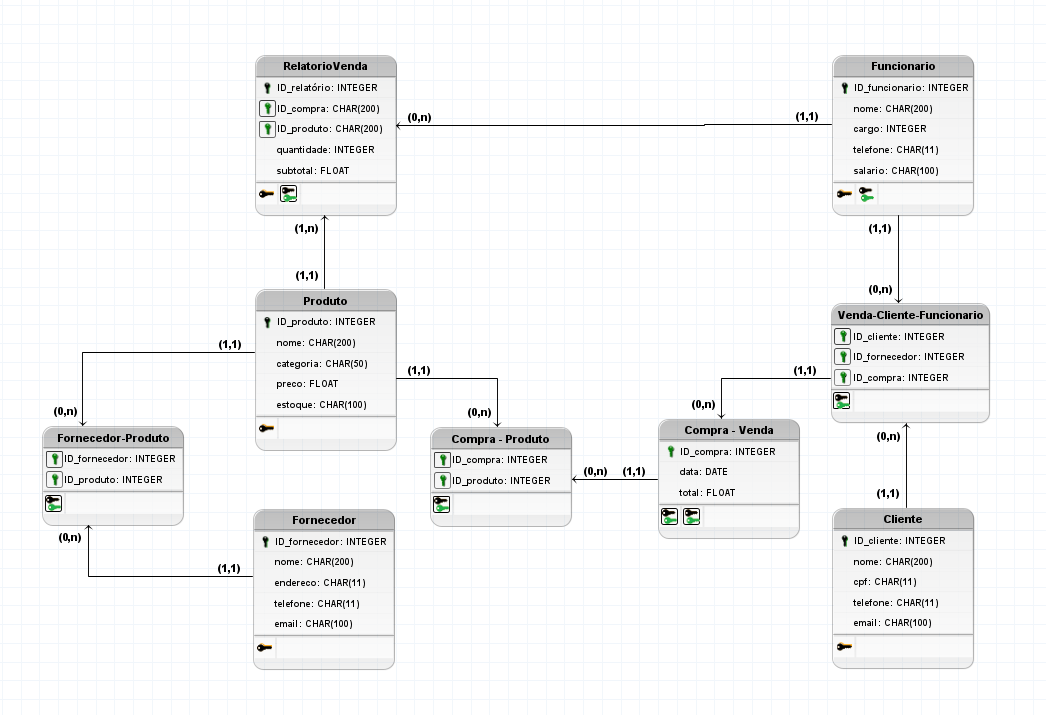 RelatorioVenda
ID_relatório: INTEGER
ID_compra: CHAR(200)
ID_produto: CHAR(200)
quantidade: INTEGER
subtotal: FLOAT
(0,n)
(1,1)
Funcionario
ID_funcionario: INTEGER
nome: CHAR(200)
cargo: INTEGER
telefone: CHAR(11)
salario: CHAR(100)
(1,n)
(1,1)
(1,1)
(0,n)
Produto
ID_produto: INTEGER
nome: CHAR(200)
categoria: CHAR(50)
preco: FLOAT
estoque: CHAR(100)
Venda-Cliente-Funcionario
ID_cliente: INTEGER
ID_fornecedor: INTEGER
ID_compra: INTEGER
(1,1)
(0,n)
(1,1)
(0,n)
(1,1)
(0,n)
Fornecedor-Produto
ID_fornecedor: INTEGER
ID_produto: INTEGER
Compra - Produto
ID_compra: INTEGER
ID_produto: INTEGER
(0,n)
(1,1)
Compra - Venda
ID_compra: INTEGER
data: DATE
total: FLOAT
(0,n)
(1,1)
(0,n)
(1,1)
Fornecedor
ID_fornecedor: INTEGER
nome: CHAR(200)
endereco: CHAR(11)
telefone: CHAR(11)
email: CHAR(100)
Cliente
ID_cliente: INTEGER
nome: CHAR(200)
cpf: CHAR(11)
telefone: CHAR(11)
email: CHAR(100)